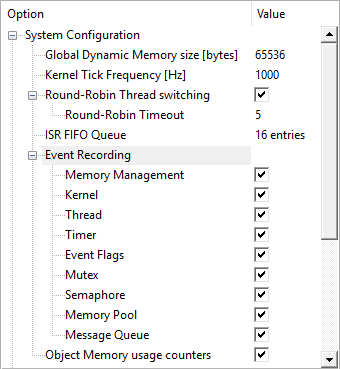 Option Value
System Configuration
Global Dynamic Memory size [bytes] 65536
Kernel Tick Frequency [Hz] 1000
Round-Robin Thread switching
Round-Robin Timeout 5
ISR FIFO Queue 16 entries
Event Recording
Memory Management
Kernel
Thread
Timer
Event Flags
Mutex
Semaphore
Memory Pool
Message Queue
Object Memory usage counters